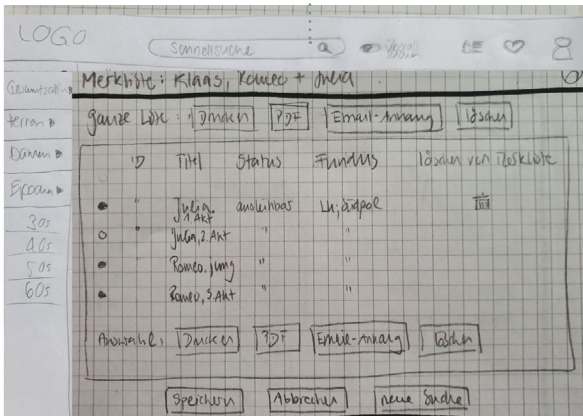 LOGO
Schnellsuche
Merkliste: Klaas, Romeo + Julia
ganze Liste: Drucken PDF Email-Anhang löschen
Herren
Damen
Epochen
30s
40s
50s
60s
ID Titel Status Fundus löschen von Merkliste
" Julia, 1. Akt ausleihbar
Julia, 2. Akt " "
Romeo, jung " "
Romeo, 3. Akt " "
Auswahl: Drucken PDF Email-Anhang löschen
Speichern Abbrechen neue Suche